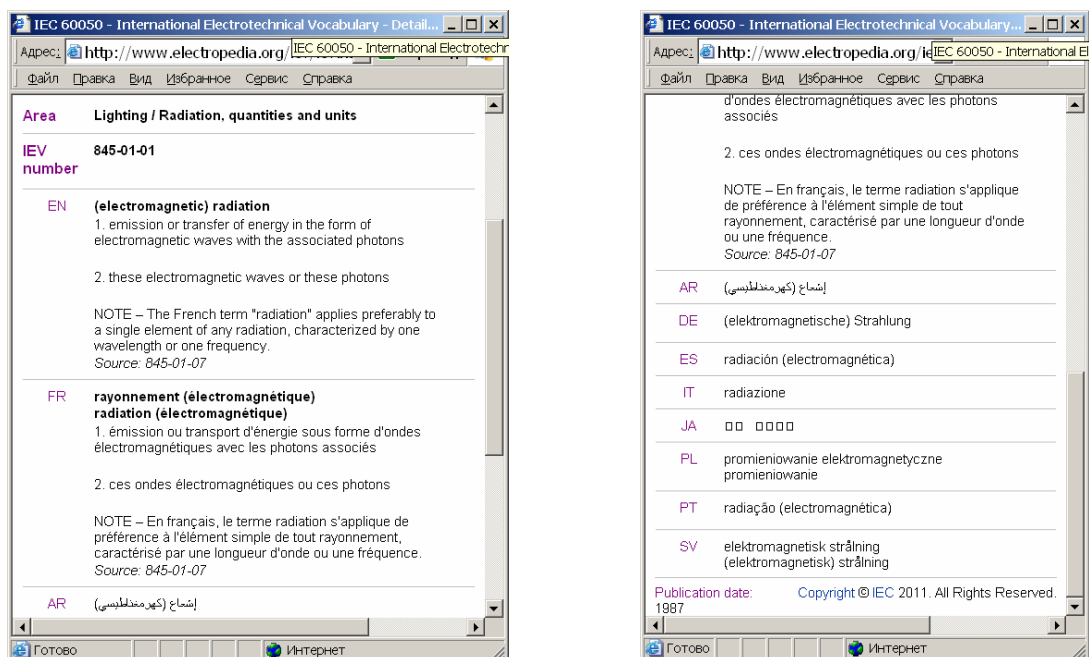 IEC 60050 - International Electrotechnical Vocabulary - Detail...
Адрес: http://www.electropedia.org/
IEC 60050 - International Electrotechn
Файл Правка Вид Избранное Сервис Справка
Area Lighting / Radiation, quantities and units
IEV number 845-01-01
EN (electromagnetic) radiation
1. emission or transfer of energy in the form of
electromagnetic waves with the associated photons
2. these electromagnetic waves or these photons
NOTE – The French term "radiation" applies preferably to
a single element of any radiation, characterized by one
wavelength or one frequency.
Source: 845-01-07
FR rayonnement (électromagnétique)
radiation (électromagnétique)
1. émission ou transport d'énergie sous forme d'ondes
électromagnétiques avec les photons associés
2. ces ondes électromagnétiques ou ces photons
NOTE – En français, le terme radiation s'applique de
préférence à l'élément simple de tout rayonnement,
caractérisé par une longueur d'onde ou une fréquence.
Source: 845-01-07
AR إشعاع (كهرمغناطيسي)
Готово Интернет
IEC 60050 - International Electrotechnical Vocabulary...
Адрес: http://www.electropedia.org/ie
IEC 60050 - International El
Файл Правка Вид Избранное Сервис Справка
d'ondes électromagnétiques avec les photons
associés
2. ces ondes électromagnétiques ou ces photons
NOTE – En français, le terme radiation s'applique
de préférence à l'élément simple de tout
rayonnement, caractérisé par une longueur d'onde
ou une fréquence.
Source: 845-01-07
AR إشعاع (كهرمغناطيسي)
DE (elektromagnetische) Strahlung
ES radiación (electromagnética)
IT radiazione
JA □□ □□□□
PL promieniowanie elektromagnetyczne
promieniowanie
PT radiação (electromagnética)
SV elektromagnetisk strålning
(elektromagnetisk) strålning
Publication date: 1987 Copyright © IEC 2011. All Rights Reserved.
Готово Интернет